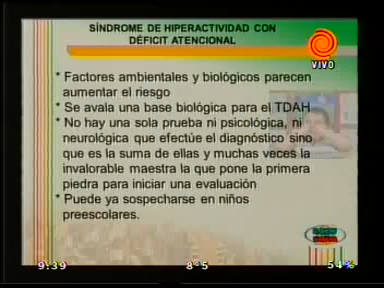 SÍNDROME DE HIPERACTIVIDAD CON
DÉFICIT ATENCIONAL
VIVO
* Factores ambientales y biológicos parecen
aumentar el riesgo
* Se avala una base biológica para el TDAH
* No hay una sola prueba ni psicológica, ni
neurológica que efectúe el diagnóstico sino
que es la suma de ellas y muchas veces la
invalorable maestra la que pone la primera
piedra para iniciar una evaluación
* Puede ya sospecharse en niños
preescolares.
9:39
8°5
54%